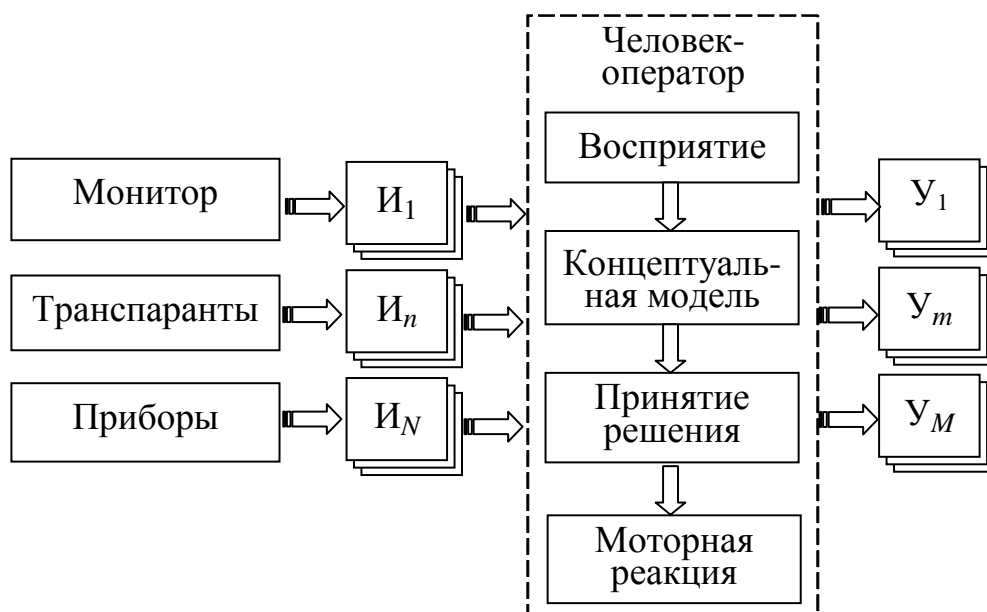 Человек-
оператор
Восприятие
Монитор
И1
У1
Концептуаль-
ная модель
Транспаранты
Иn
Уm
Принятие
решения
Приборы
ИN
УM
Моторная
реакция